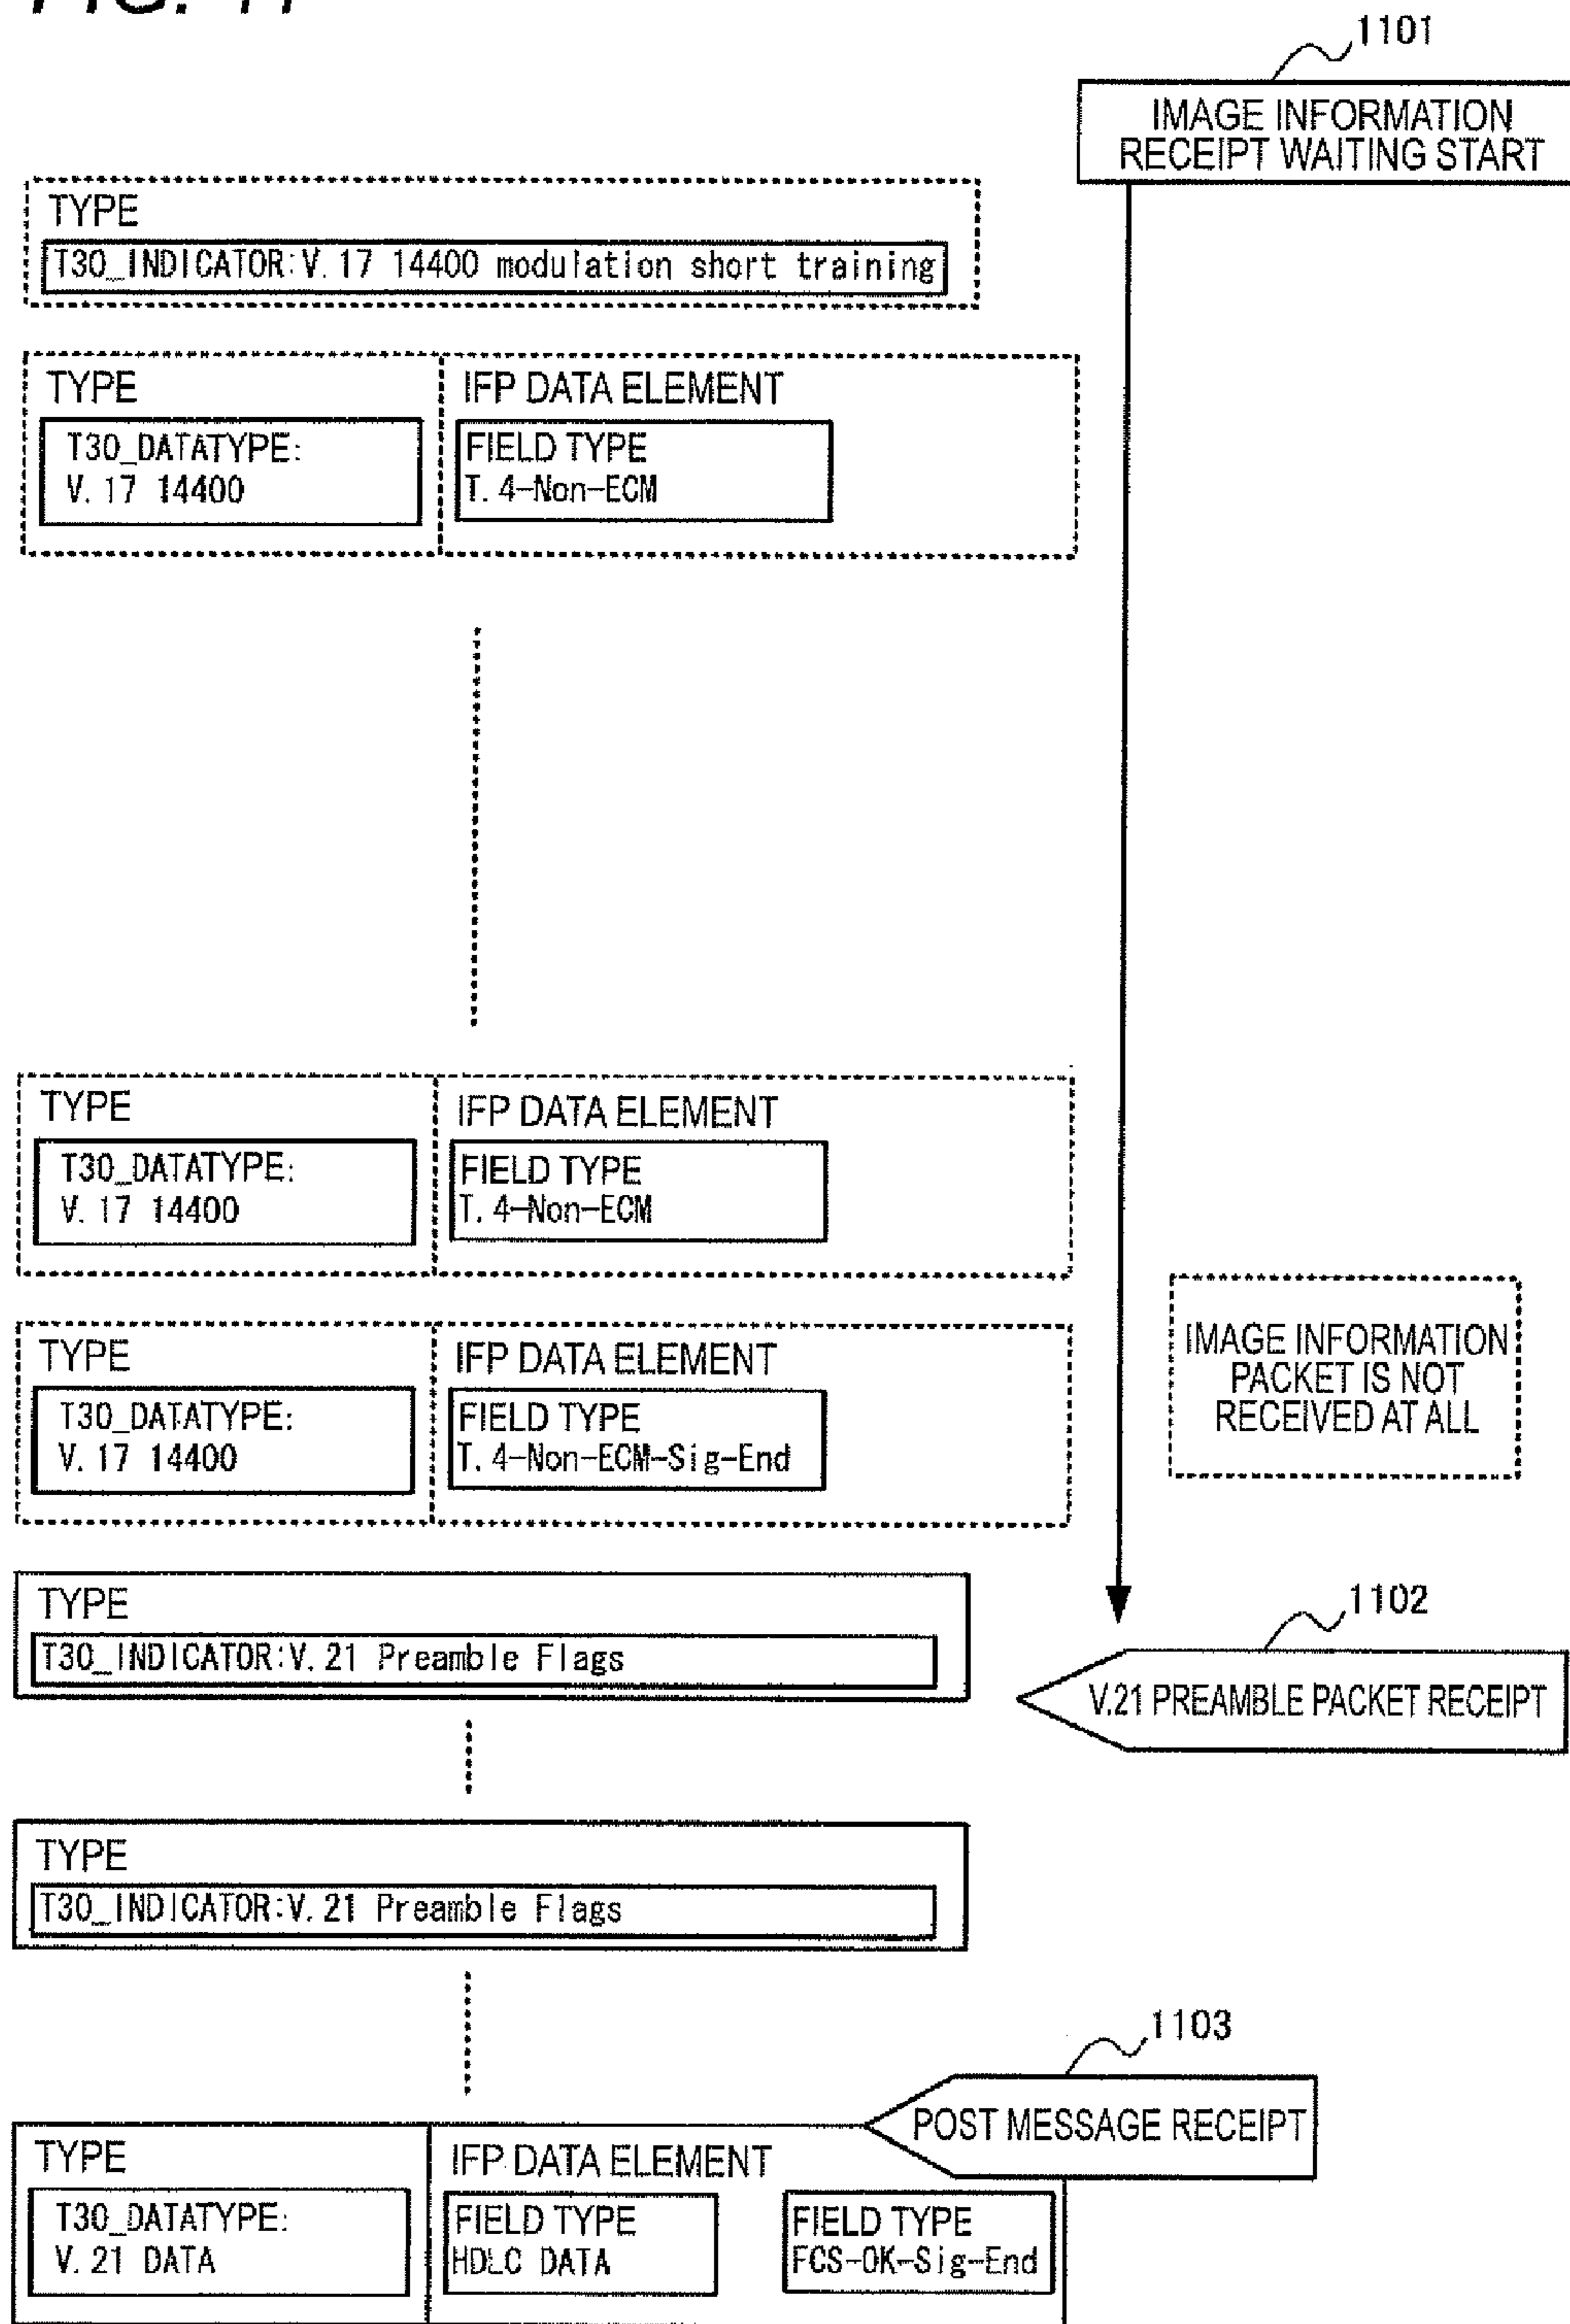 FIG. 11
1101
IMAGE INFORMATION
RECEIPT WAITING START
TYPE
T30_INDICATOR:V. 17 14400 modulation short training
TYPE
IFP DATA ELEMENT
T30_DATATYPE:
V. 17 14400
FIELD TYPE
T. 4-Non-ECM
TYPE
IFP DATA ELEMENT
T30_DATATYPE:
V. 17 14400
FIELD TYPE
T. 4-Non-ECM
IMAGE INFORMATION
PACKET IS NOT
RECEIVED AT ALL
TYPE
IFP DATA ELEMENT
T30_DATATYPE:
V. 17 14400
FIELD TYPE
T. 4-Non-ECM-Sig-End
TYPE
T30_INDICATOR:V. 21 Preamble Flags
1102
V.21 PREAMBLE PACKET RECEIPT
TYPE
T30_INDICATOR:V. 21 Preamble Flags
1103
POST MESSAGE RECEIPT
TYPE
IFP DATA ELEMENT
T30_DATATYPE:
V. 21 DATA
FIELD TYPE
HDLC DATA
FIELD TYPE
FCS-OK-Sig-End